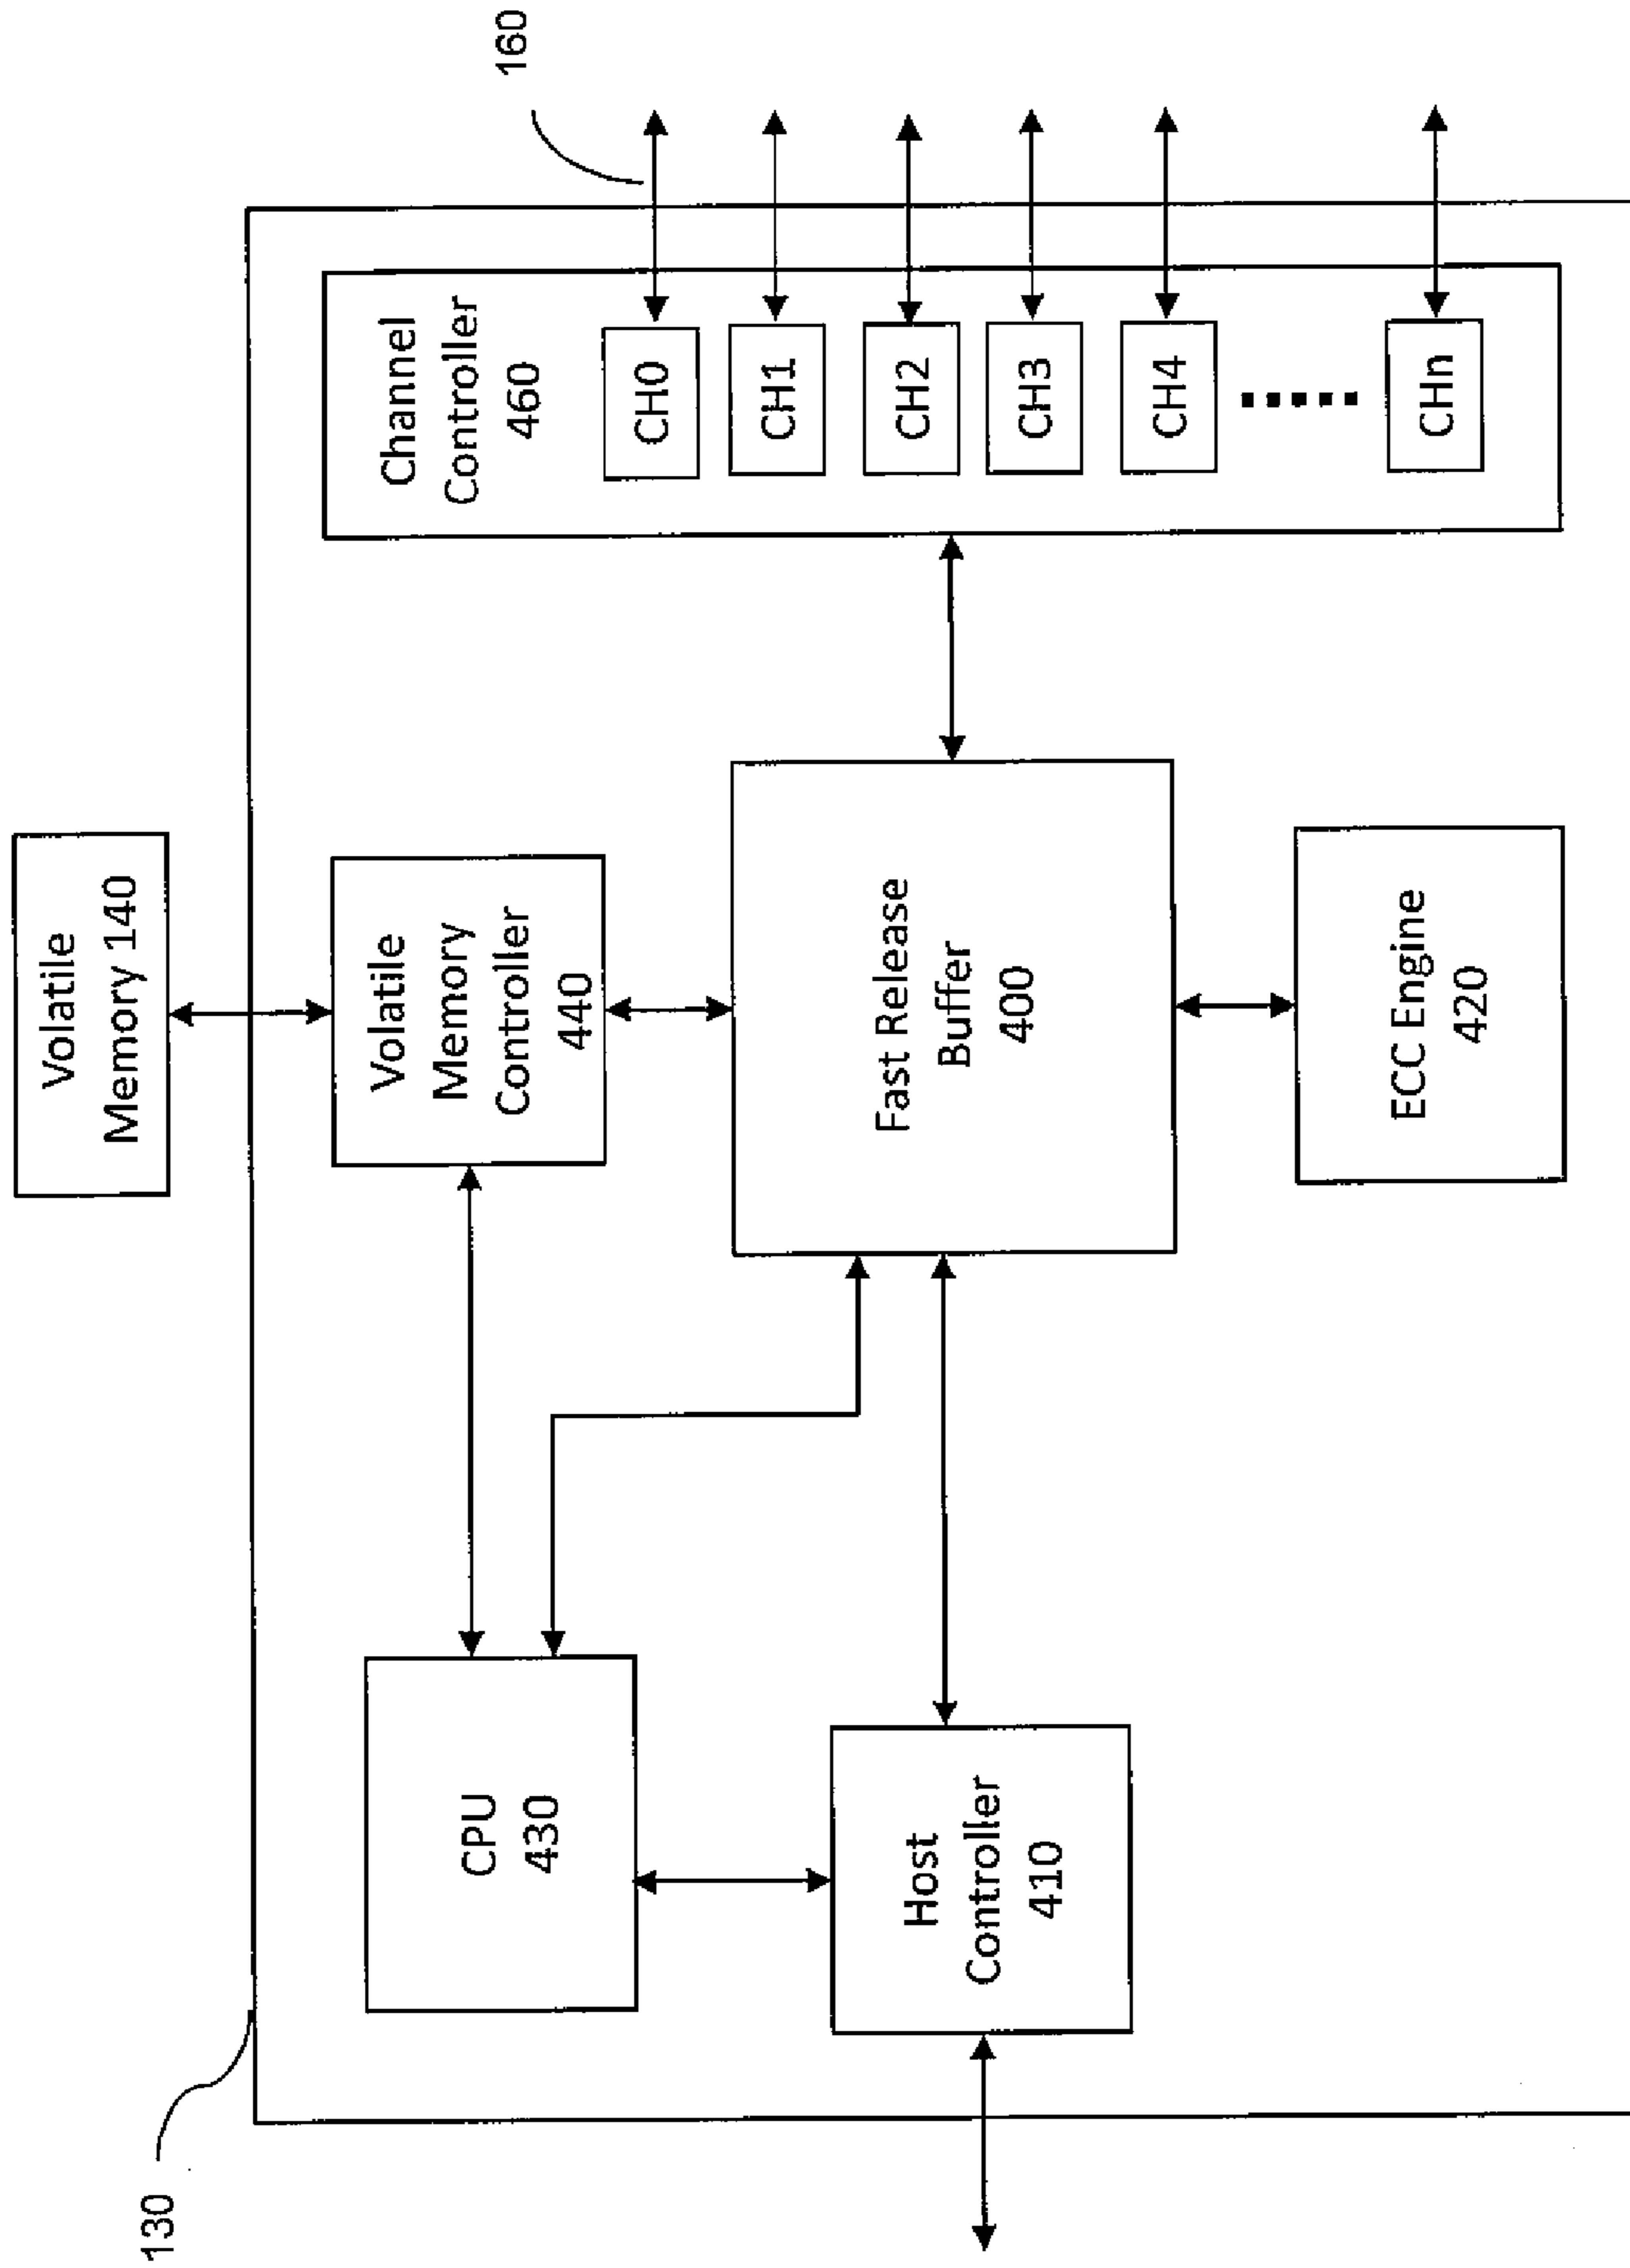 Volatile
Memory 140
130
160
CPU
430
Volatile
Memory
Controller
440
Channel
Controller
460
CH0
CH1
CH2
CH3
CH4
CHn
Fast Release
Buffer
400
Host
Controller
410
ECC Engine
420